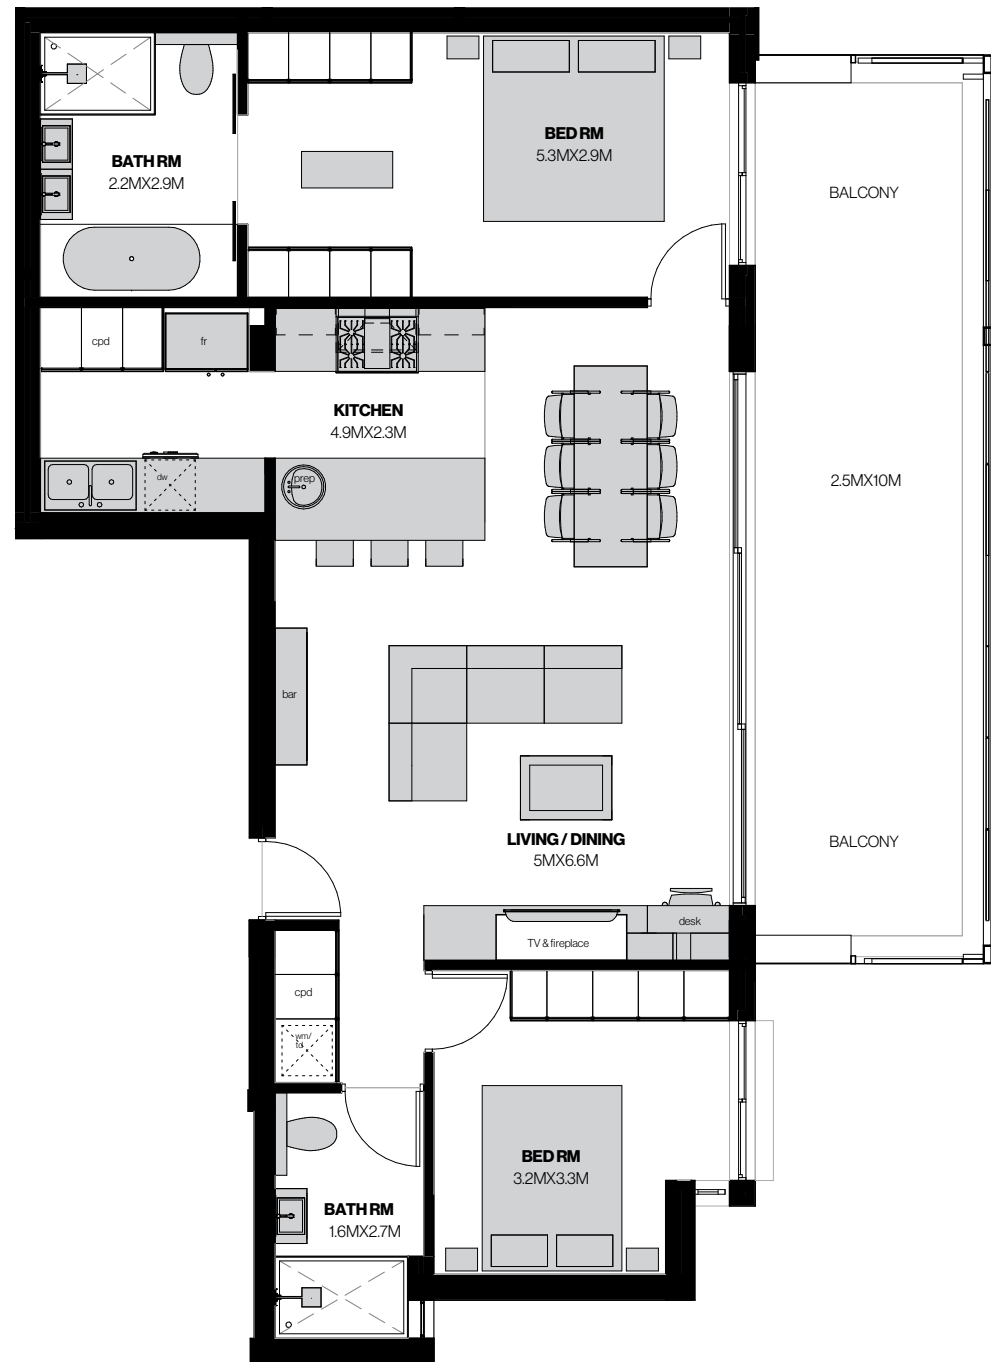 BATH RM
2.2MX2.9M
BED RM
5.3MX2.9M
BALCONY
cpd
fr
KITCHEN
4.9MX2.3M
dw
prep
2.5MX10M
bar
LIVING / DINING
5MX6.6M
BALCONY
desk
TV & fireplace
cpd
wm/
td
BED RM
3.2MX3.3M
BATH RM
1.6MX2.7M